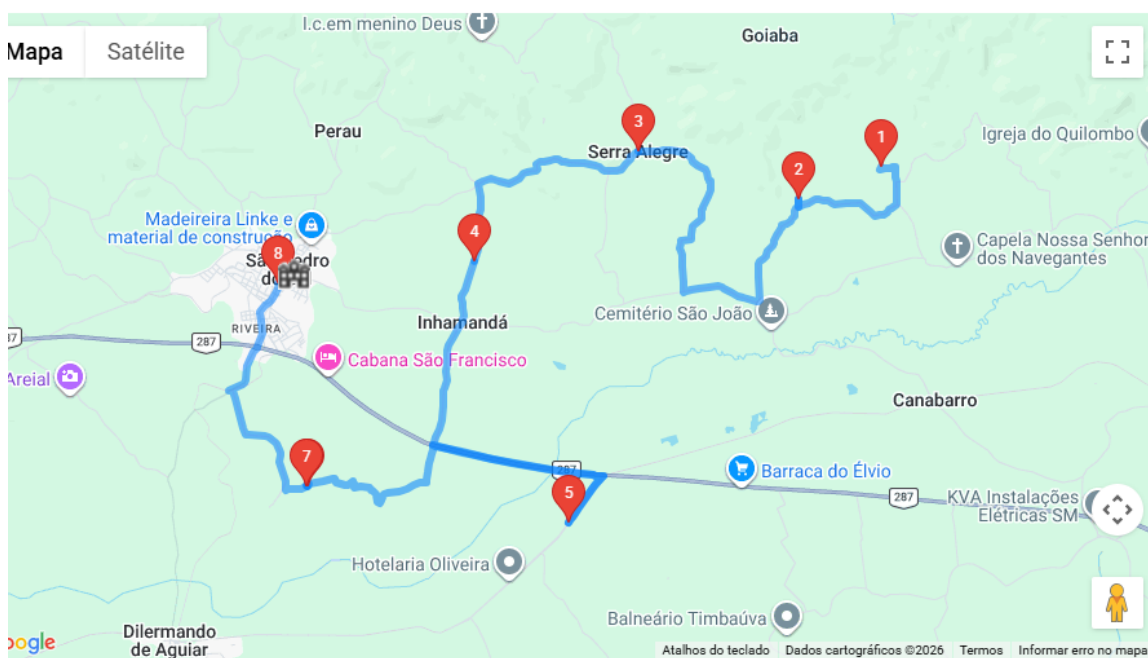 I.c.em menino Deus
Goiaba
Mapa
Satélite
1
Igreja do Quilombo
3
Perau
Serra Alegre
2
Madeireira Linke e
material de construção
4
Capela Nossa Senhor
dos Navegantes
8
Cemitério São João
Inhamandá
RIVEIRA
287
Cabana São Francisco
Areial
Canabarro
7
287
Barraca do Élvio
5
287
KVA Instalações
Elétricas SM
Hotelaria Oliveira
Balneário Timbaúva
Dilermando
de Aguiar
Atalhos do teclado
Dados cartográficos ©2026
Termos
Informar erro no mapa